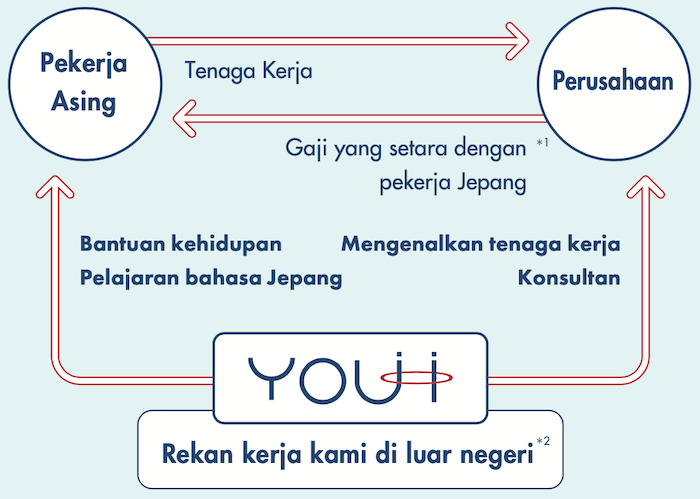 Pekerja
Asing
Tenaga Kerja
Perusahaan
Gaji yang setara dengan *1
pekerja Jepang
Bantuan kehidupan
Pelajaran bahasa Jepang
Mengenalkan tenaga kerja
Konsultan
YOUJi
Rekan kerja kami di luar negeri*2